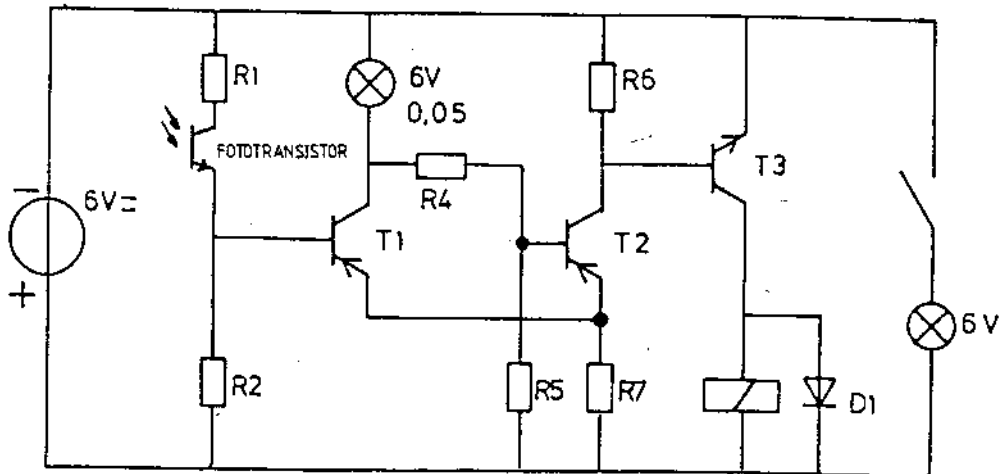 R1
6V
0,05
R6
FOTOTRANSISTOR
R4
T3
−
6V=
T1
T2
+
6V
R2
R5
R7
D1